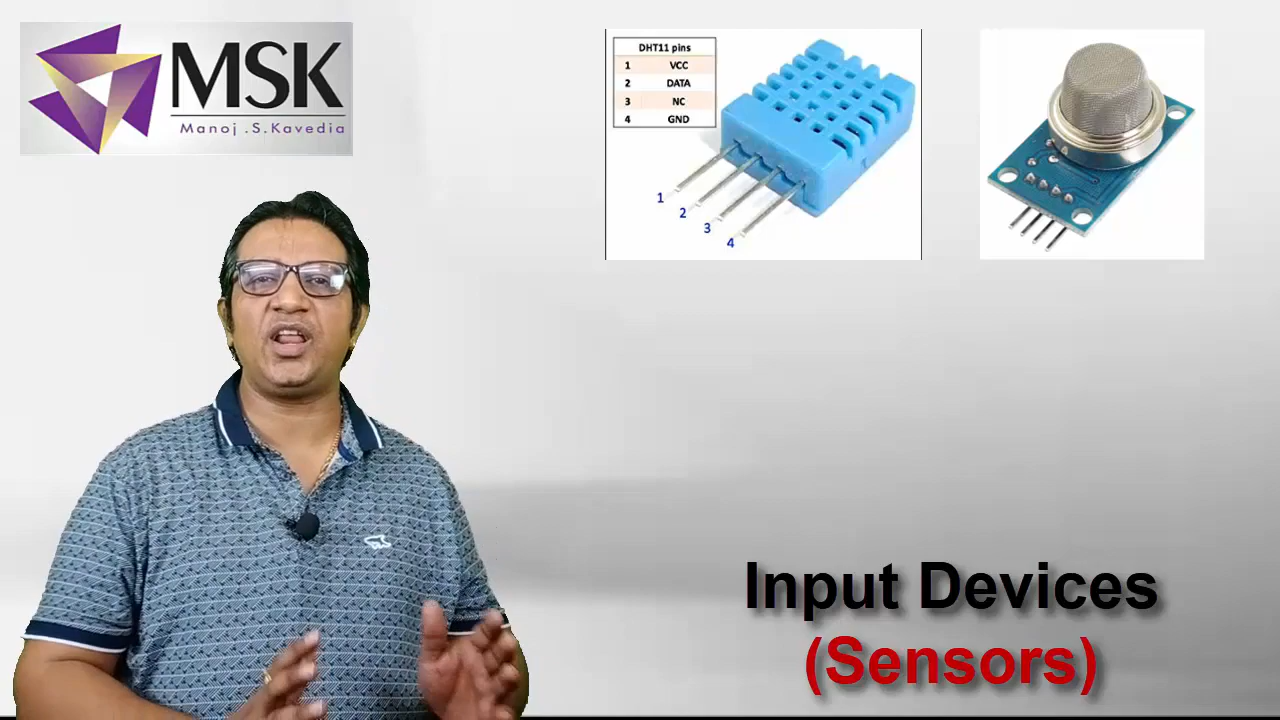 MSK
Manoj .S.Kavedia
DHT11 pins
1 VCC
2 DATA
3 NC
4 GND
1
2
3
4
Input Devices
(Sensors)